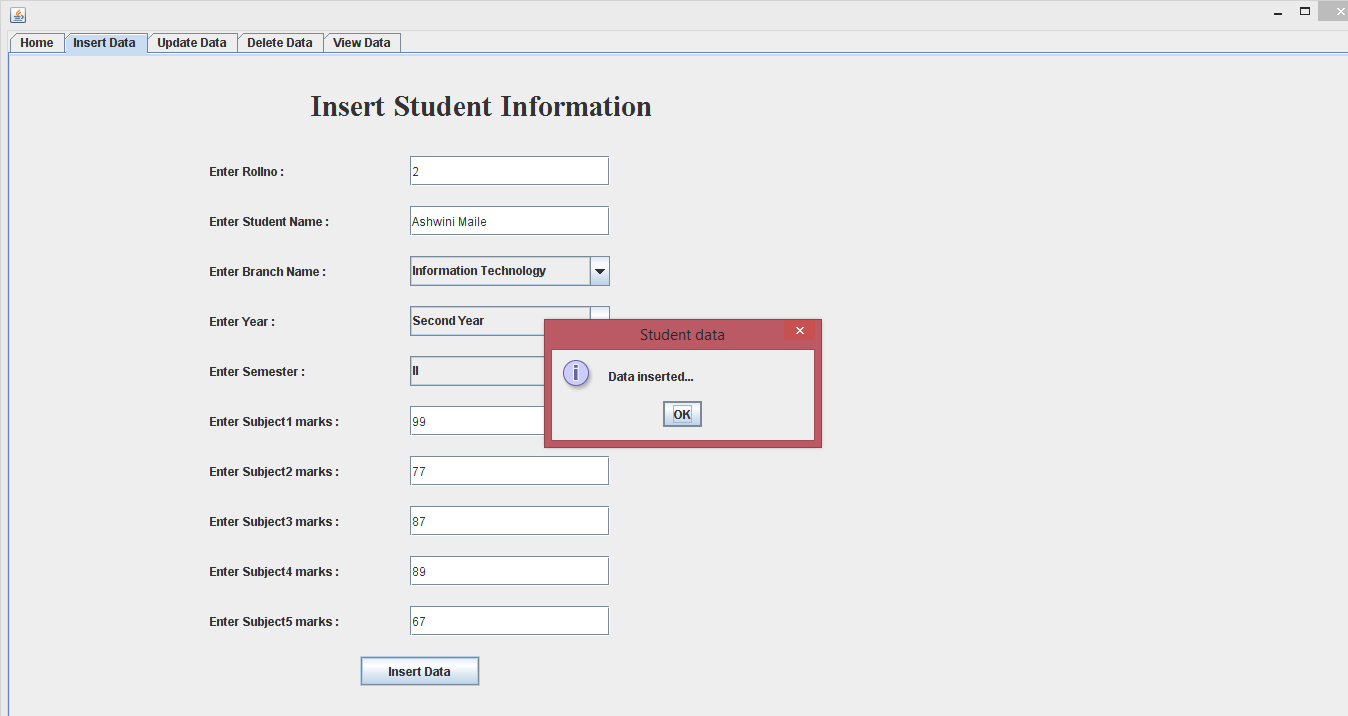 Home Insert Data Update Data Delete Data View Data
Insert Student Information
Enter Rollno : 2
Enter Student Name : Ashwini Maile
Enter Branch Name : Information Technology
Enter Year : Second Year
Student data
Enter Semester : II
Data inserted...
OK
Enter Subject1 marks : 99
Enter Subject2 marks : 77
Enter Subject3 marks : 87
Enter Subject4 marks : 89
Enter Subject5 marks : 67
Insert Data